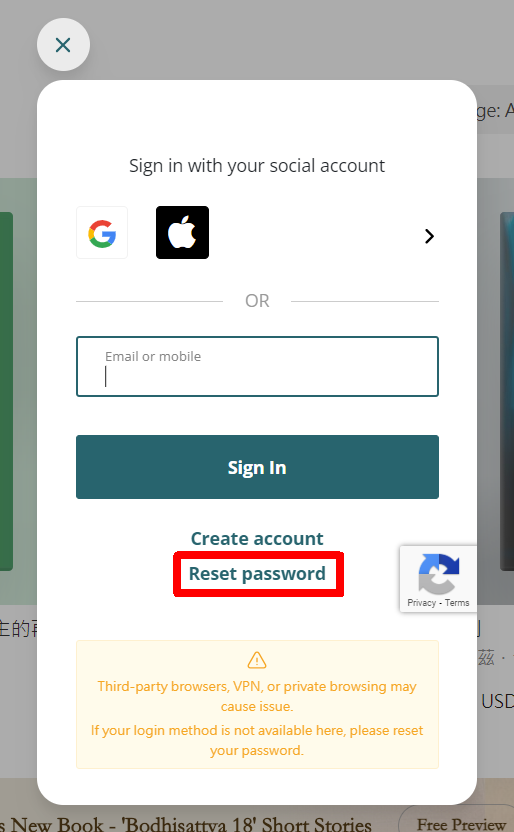 ge: A
Sign in with your social account
OR
Email or mobile
Sign In
Create account
Reset password
Privacy - Terms
主的
茲 ·
USD
Third-party browsers, VPN, or private browsing may
cause issue.
If your login method is not available here, please reset
your password.
s New Book - 'Bodhisattva 18' Short Stories
Free Preview